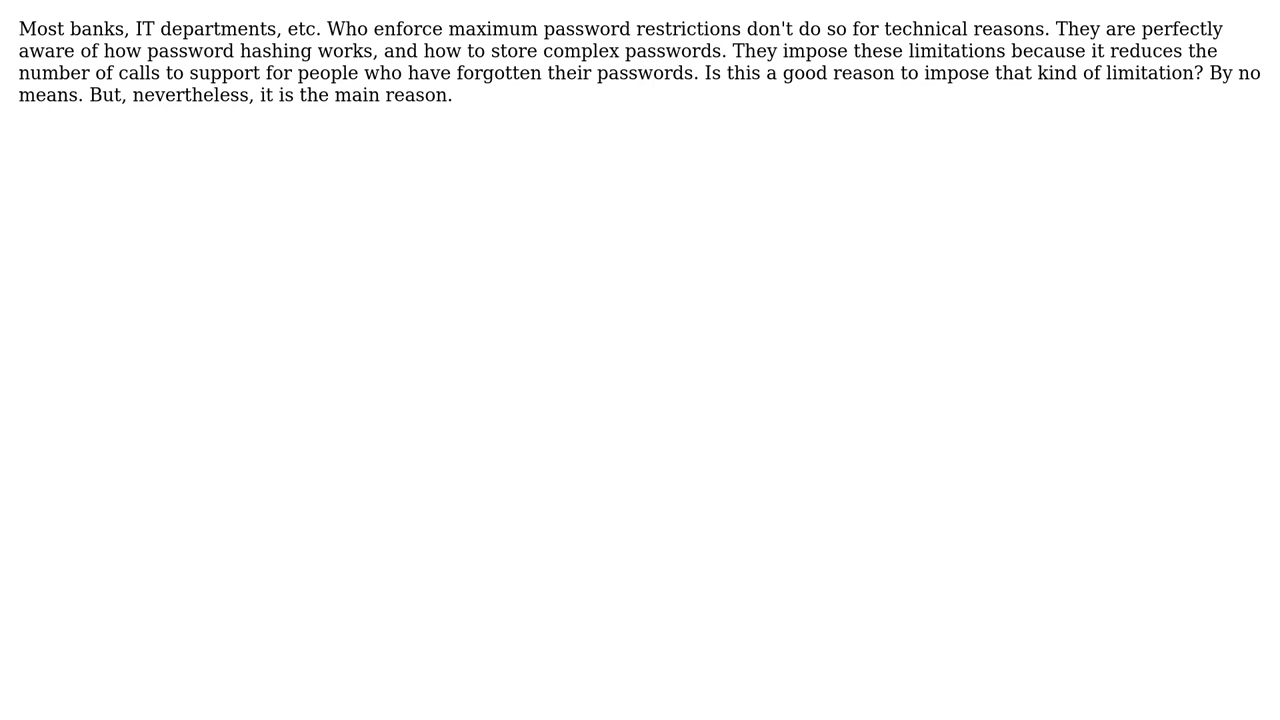 Most banks, IT departments, etc. Who enforce maximum password restrictions don't do so for technical reasons. They are perfectly
aware of how password hashing works, and how to store complex passwords. They impose these limitations because it reduces the
number of calls to support for people who have forgotten their passwords. Is this a good reason to impose that kind of limitation? By no
means. But, nevertheless, it is the main reason.